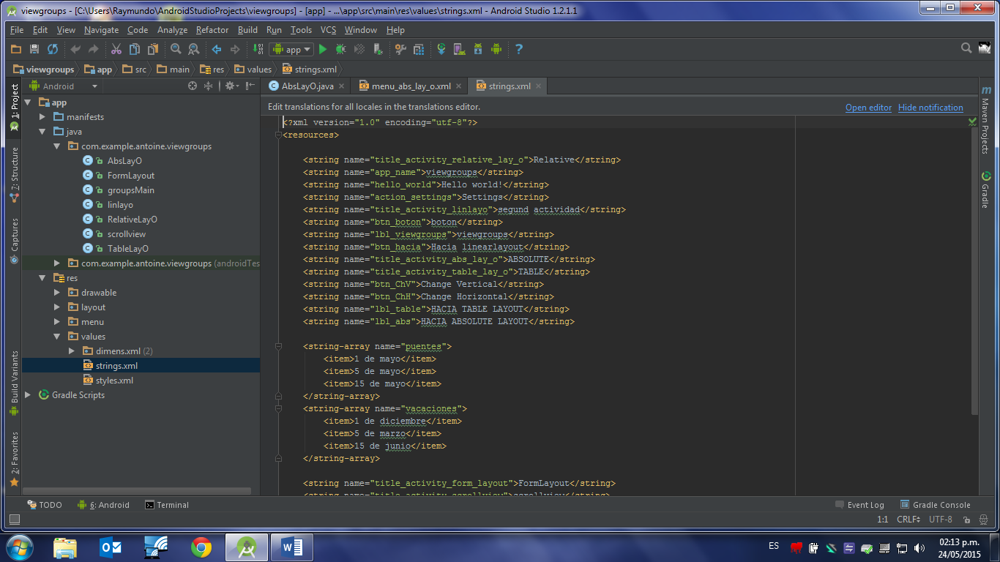 viewgroups - [C:\Users\Raymundo\AndroidStudioProjects\viewgroups] - [app] - ...\app\src\main\res\values\strings.xml - Android Studio 1.2.1.1
File Edit View Navigate Code Analyze Refactor Build Run Tools VCS Window Help
app
viewgroups app src main res values strings.xml
Android
AbsLayO.java menu_abs_lay_o.xml strings.xml
Edit translations for all locales in the translations editor. Open editor Hide notification
1: Project
7: Structure
Captures
Build Variants
2: Favorites
app
manifests
java
com.example.antoine.viewgroups
AbsLayO
FormLayout
groupsMain
linlayo
RelativeLayO
scrollview
TableLayO
com.example.antoine.viewgroups (androidTes
res
drawable
layout
menu
values
dimens.xml (2)
strings.xml
styles.xml
Gradle Scripts
<?xml version="1.0" encoding="utf-8"?>
<resources>
<string name="title_activity_relative_lay_o">Relative</string>
<string name="app_name">viewgroups</string>
<string name="hello_world">Hello world!</string>
<string name="action_settings">Settings</string>
<string name="title_activity_linlayo">segund actividad</string>
<string name="btn_boton">boton</string>
<string name="lbl_viewgroups">viewgroups</string>
<string name="btn_hacia">Hacia linearlayout</string>
<string name="title_activity_abs_lay_o">ABSOLUTE</string>
<string name="title_activity_table_lay_o">TABLE</string>
<string name="btn_ChV">Change Vertical</string>
<string name="btn_ChH">Change Horizontal</string>
<string name="lbl_table">HACIA TABLE LAYOUT</string>
<string name="lbl_abs">HACIA ABSOLUTE LAYOUT</string>
<string-array name="puentes">
<item>1 de mayo</item>
<item>5 de mayo</item>
<item>15 de mayo</item>
</string-array>
<string-array name="vacaciones">
<item>1 de diciembre</item>
<item>5 de marzo</item>
<item>15 de junio</item>
</string-array>
<string name="title_activity_form_layout">FormLayout</string>
<string name="title_activity_scrollview">scrollview</string>
m Maven Projects
Gradle
TODO 6: Android Terminal Event Log Gradle Console
1:1 CRLF UTF-8
ES 02:13 p.m.
24/05/2015